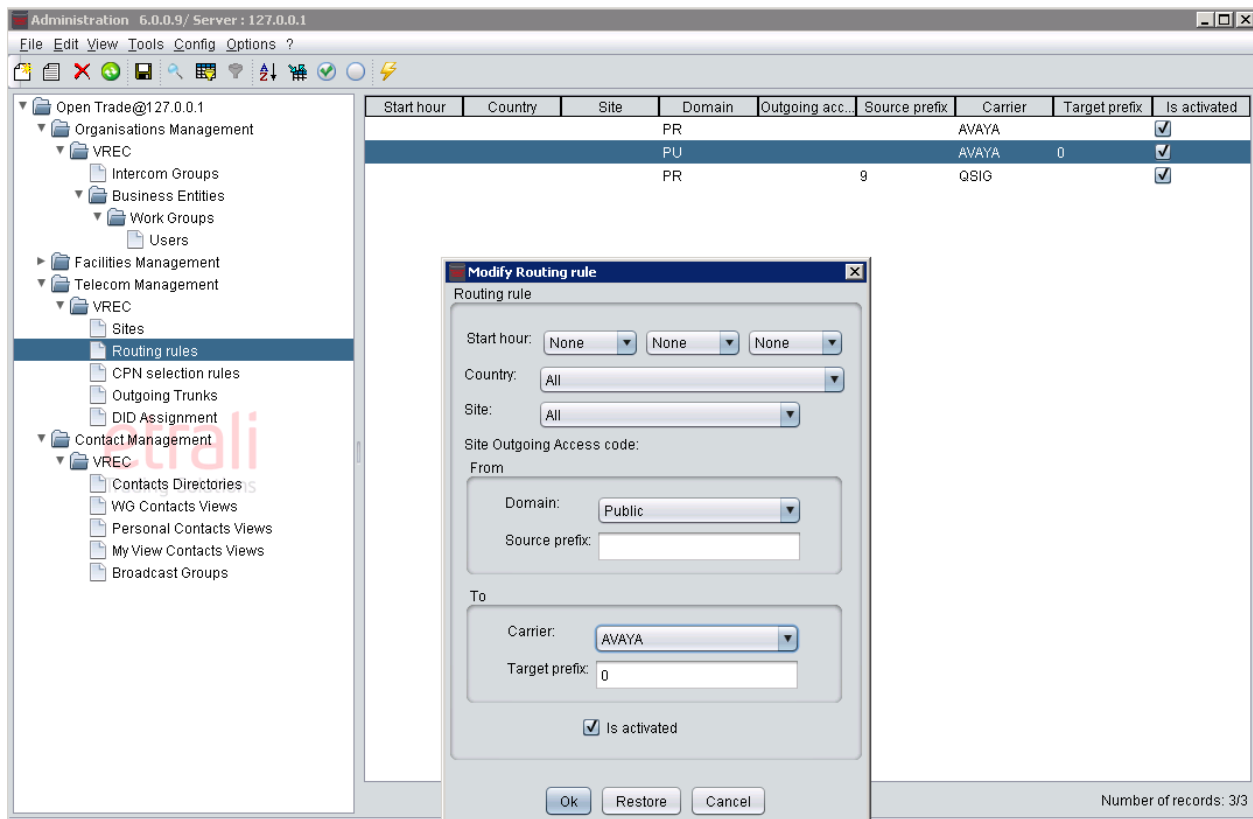 Administration 6.0.0.9/ Server : 127.0.0.1
File Edit View Tools Config Options ?
Open Trade@127.0.0.1
Organisations Management
VREC
Intercom Groups
Business Entities
Work Groups
Users
Facilities Management
Telecom Management
VREC
Sites
Routing rules
CPN selection rules
Outgoing Trunks
DID Assignment
Contact Management
VREC
Contacts Directories
WG Contacts Views
Personal Contacts Views
My View Contacts Views
Broadcast Groups
etrali
Trading Solutions
Start hour Country Site Domain Outgoing acc... Source prefix Carrier Target prefix Is activated
PR AVAYA
PU AVAYA 0
PR 9 QSIG
Modify Routing rule
Routing rule
Start hour: None None None
Country: All
Site: All
Site Outgoing Access code:
From
Domain: Public
Source prefix:
To
Carrier: AVAYA
Target prefix: 0
Is activated
Ok Restore Cancel
Number of records: 3/3